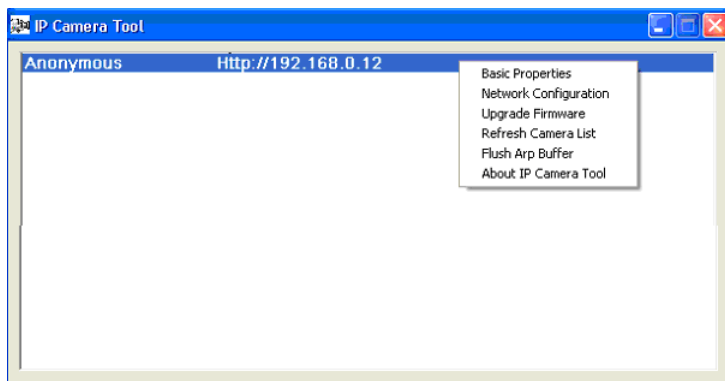 IP Camera Tool
Anonymous Http://192.168.0.12
Basic Properties
Network Configuration
Upgrade Firmware
Refresh Camera List
Flush Arp Buffer
About IP Camera Tool